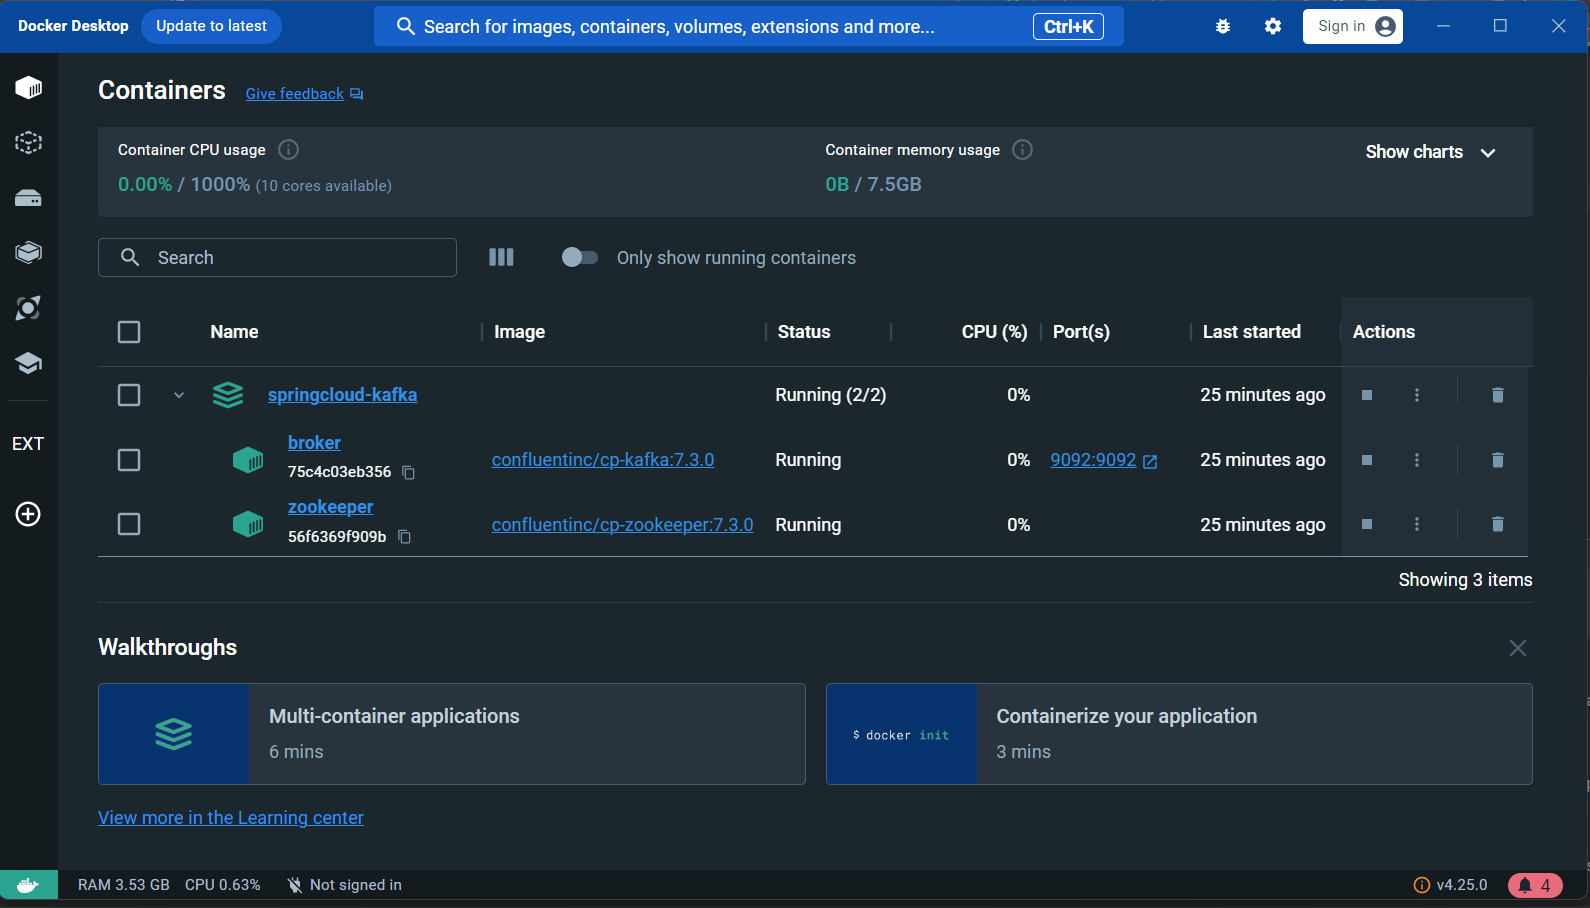 Docker Desktop Update to latest Search for images, containers, volumes, extensions and more... Ctrl+K Sign in
Containers Give feedback
Container CPU usage Container memory usage Show charts
0.00% / 1000% (10 cores available) 0B / 7.5GB
Search Only show running containers
Name Image Status CPU (%) Port(s) Last started Actions
springcloud-kafka Running (2/2) 0% 25 minutes ago
EXT
broker
75c4c03eb356 confluentinc/cp-kafka:7.3.0 Running 0% 9092:9092 25 minutes ago
zookeeper
56f6369f909b confluentinc/cp-zookeeper:7.3.0 Running 0% 25 minutes ago
Showing 3 items
Walkthroughs
Multi-container applications
6 mins
$ docker init
Containerize your application
3 mins
View more in the Learning center
RAM 3.53 GB CPU 0.63% Not signed in v4.25.0 4